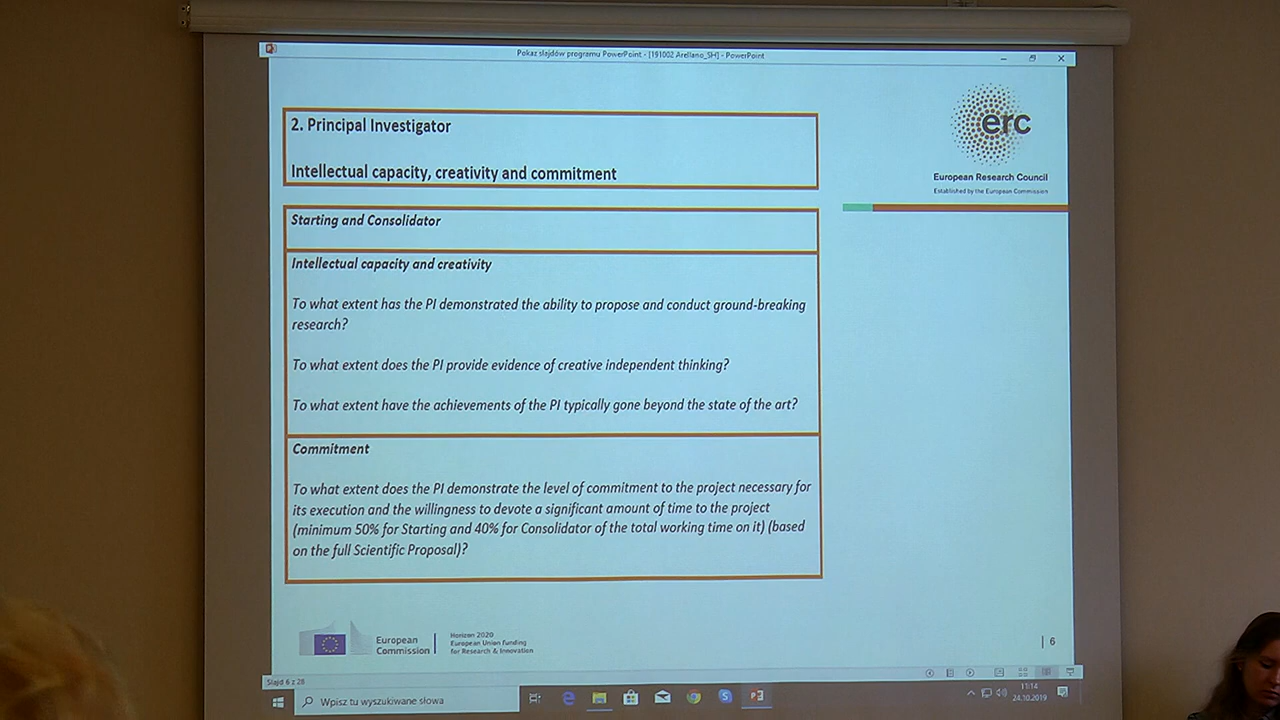 Pokaz slajdów programu PowerPoint - [191002 Arellano_SH] - PowerPoint
erc
European Research Council
Established by the European Commission
2. Principal Investigator
Intellectual capacity, creativity and commitment
Starting and Consolidator
Intellectual capacity and creativity
To what extent has the PI demonstrated the ability to propose and conduct ground-breaking
research?
To what extent does the PI provide evidence of creative independent thinking?
To what extent have the achievements of the PI typically gone beyond the state of the art?
Commitment
To what extent does the PI demonstrate the level of commitment to the project necessary for
its execution and the willingness to devote a significant amount of time to the project
(minimum 50% for Starting and 40% for Consolidator of the total working time on it) (based
on the full Scientific Proposal)?
European
Commission
Horizon 2020
European Union funding
for Research & Innovation
| 6
Slajd 6 z 28
Wpisz tu wyszukiwane słowa
11:14
24.10.2019